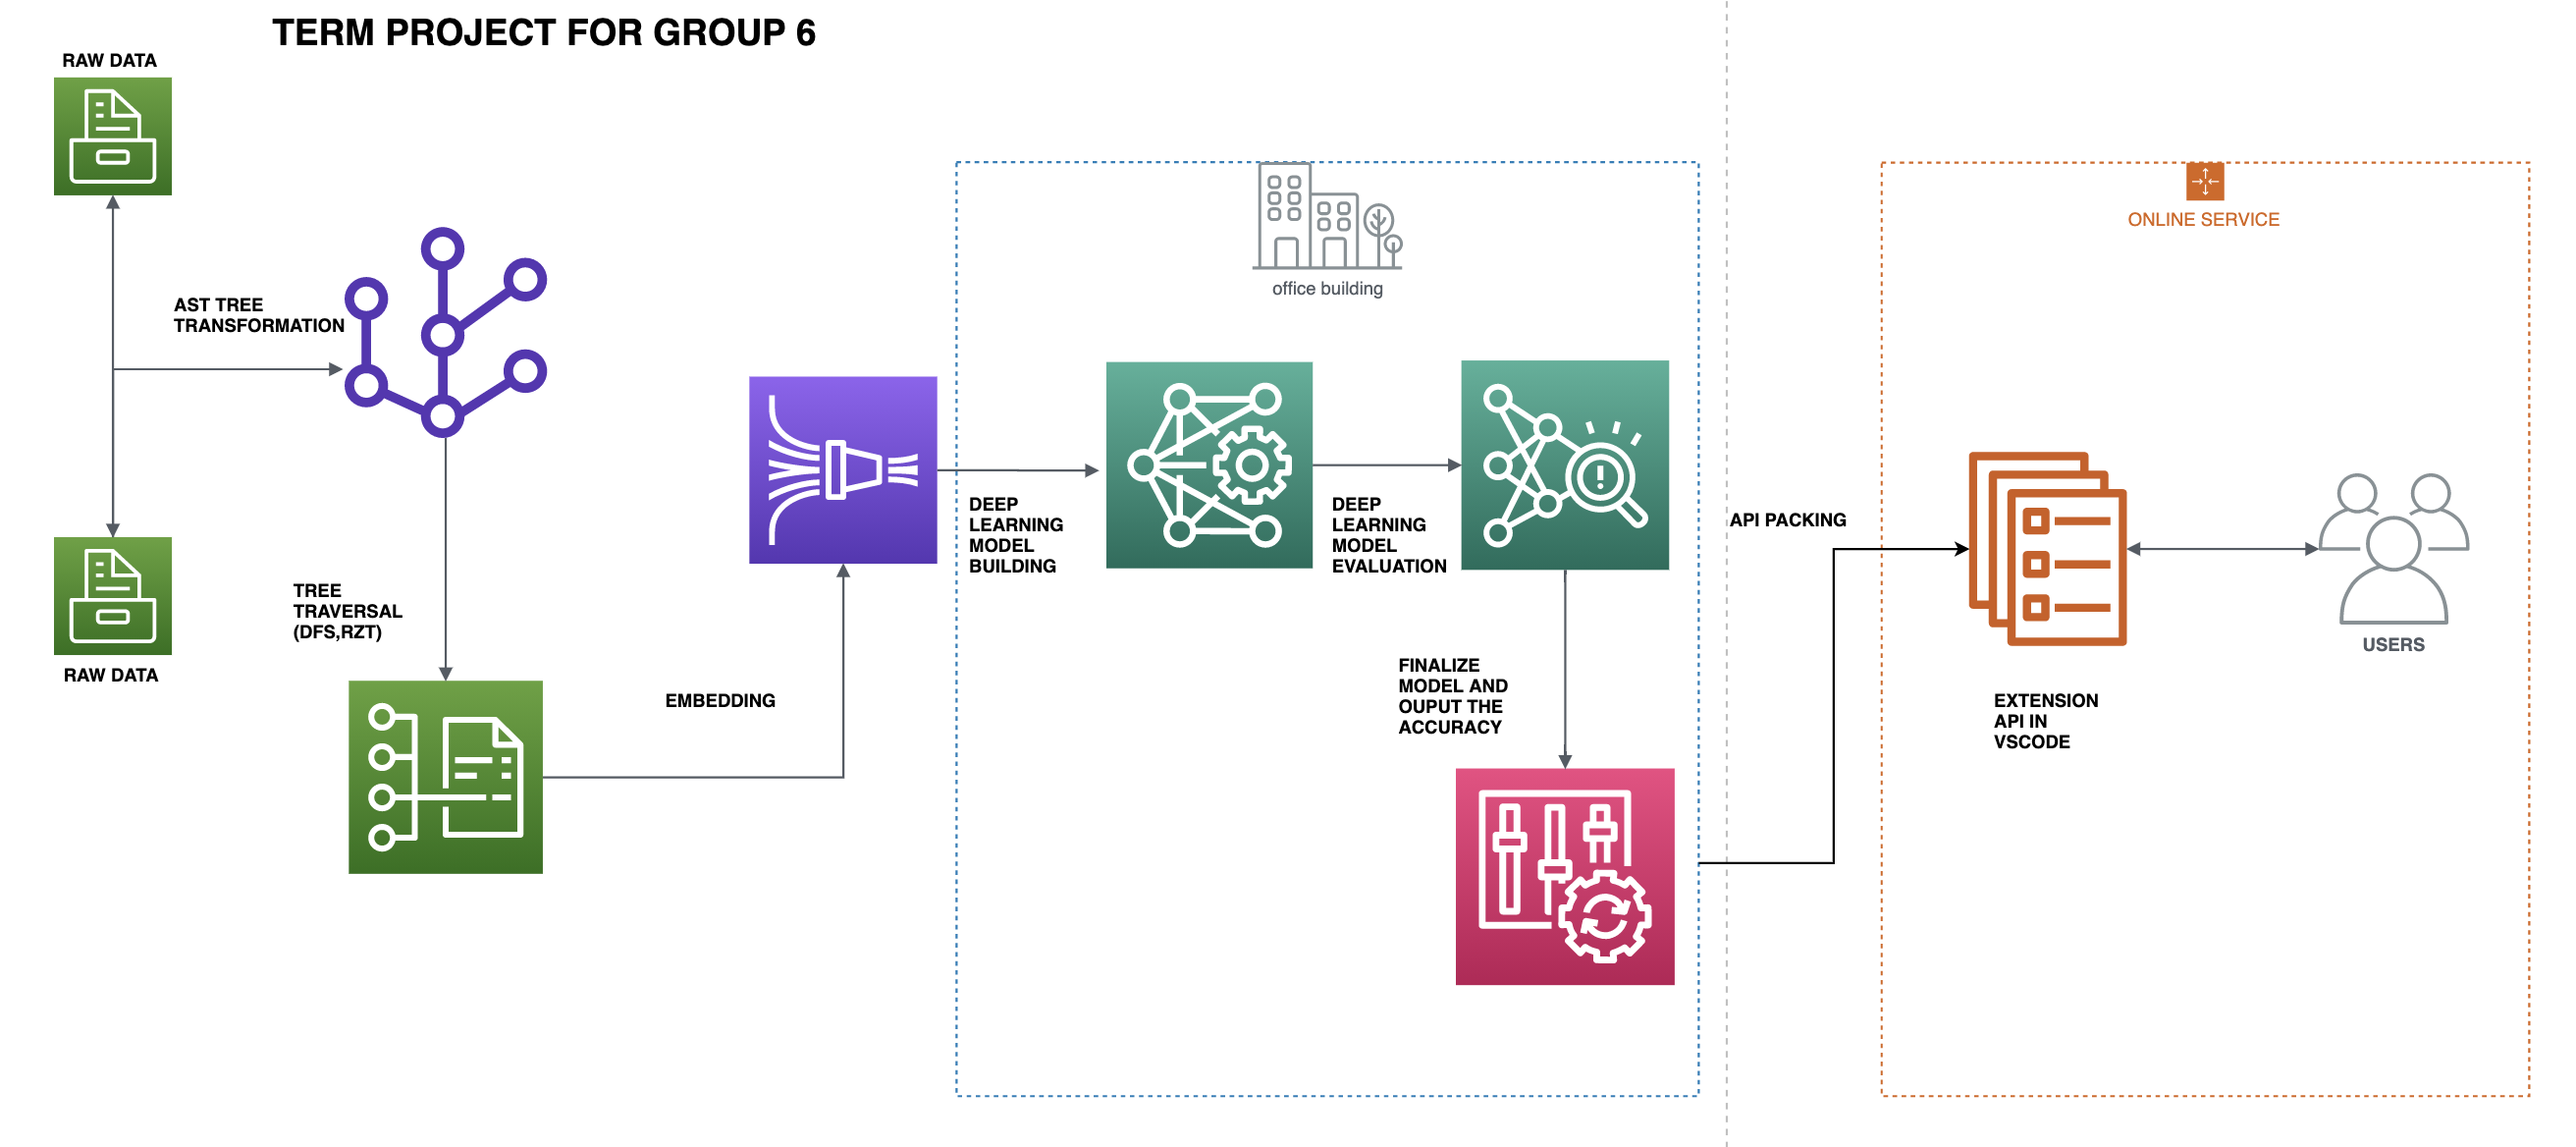 TERM PROJECT FOR GROUP 6
RAW DATA
AST TREE
TRANSFORMATION
RAW DATA
TREE
TRAVERSAL
(DFS,RZT)
EMBEDDING
office building
DEEP
LEARNING
MODEL
BUILDING
DEEP
LEARNING
MODEL
EVALUATION
FINALIZE
MODEL AND
OUPUT THE
ACCURACY
API PACKING
ONLINE SERVICE
EXTENSION
API IN
VSCODE
USERS